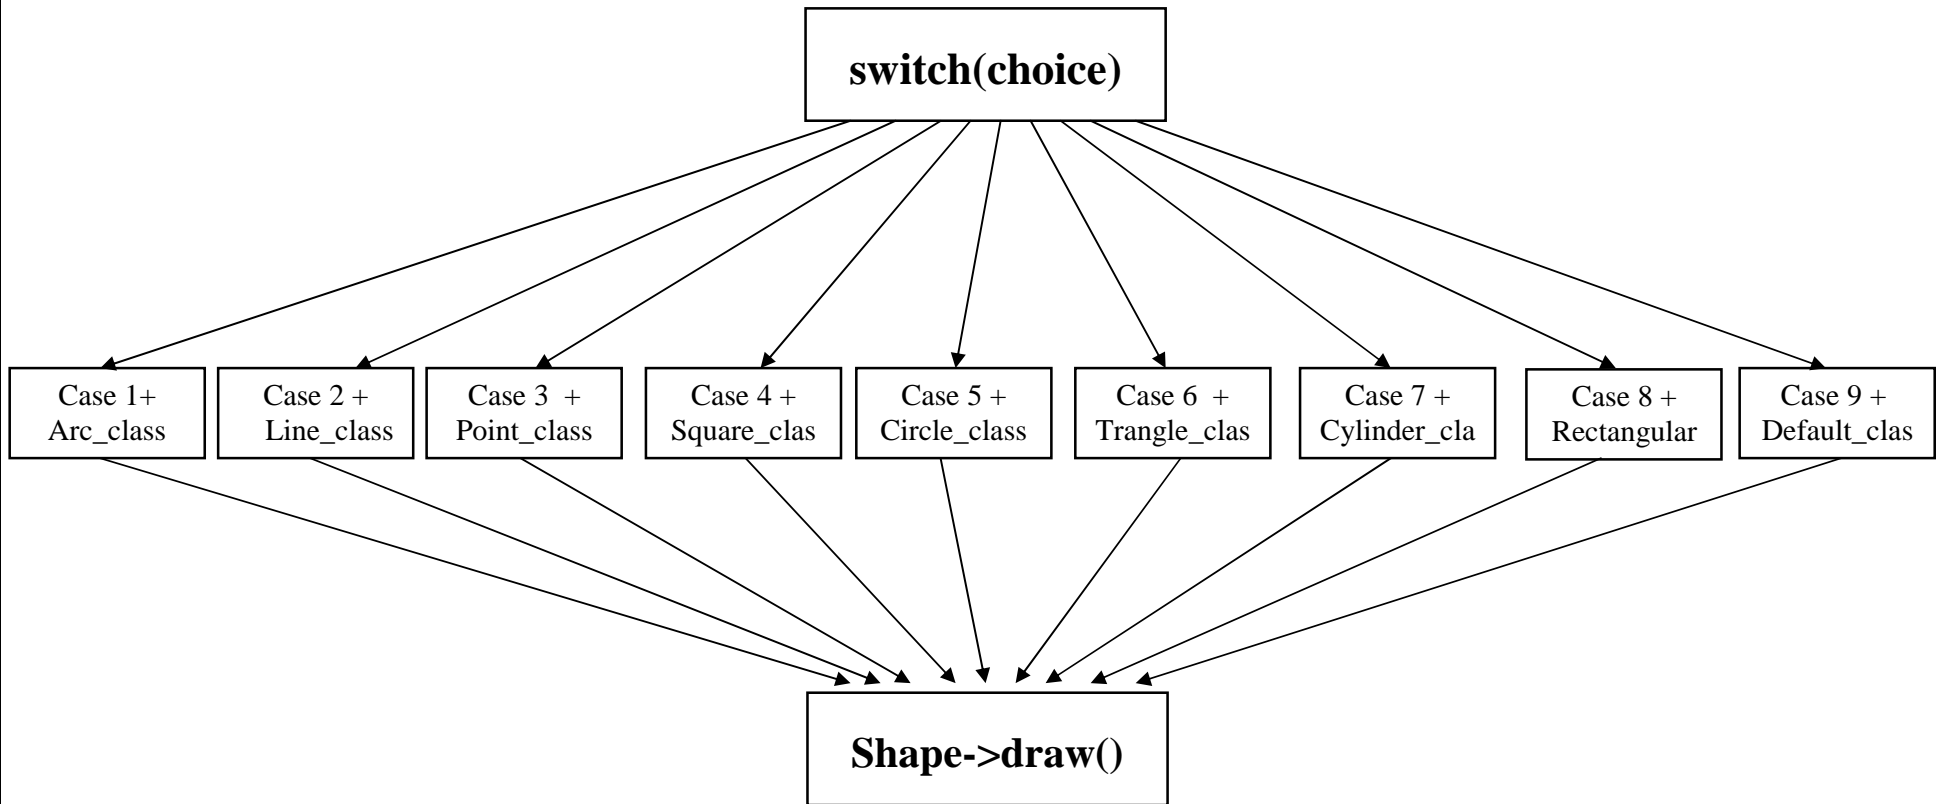 switch(choice)
Case 1+
Arc_class
Case 2 +
Line_class
Case 3 +
Point_class
Case 4 +
Square_clas
Case 5 +
Circle_class
Case 6 +
Trangle_clas
Case 7 +
Cylinder_cla
Case 8 +
Rectangular
Case 9 +
Default_clas
Shape->draw()